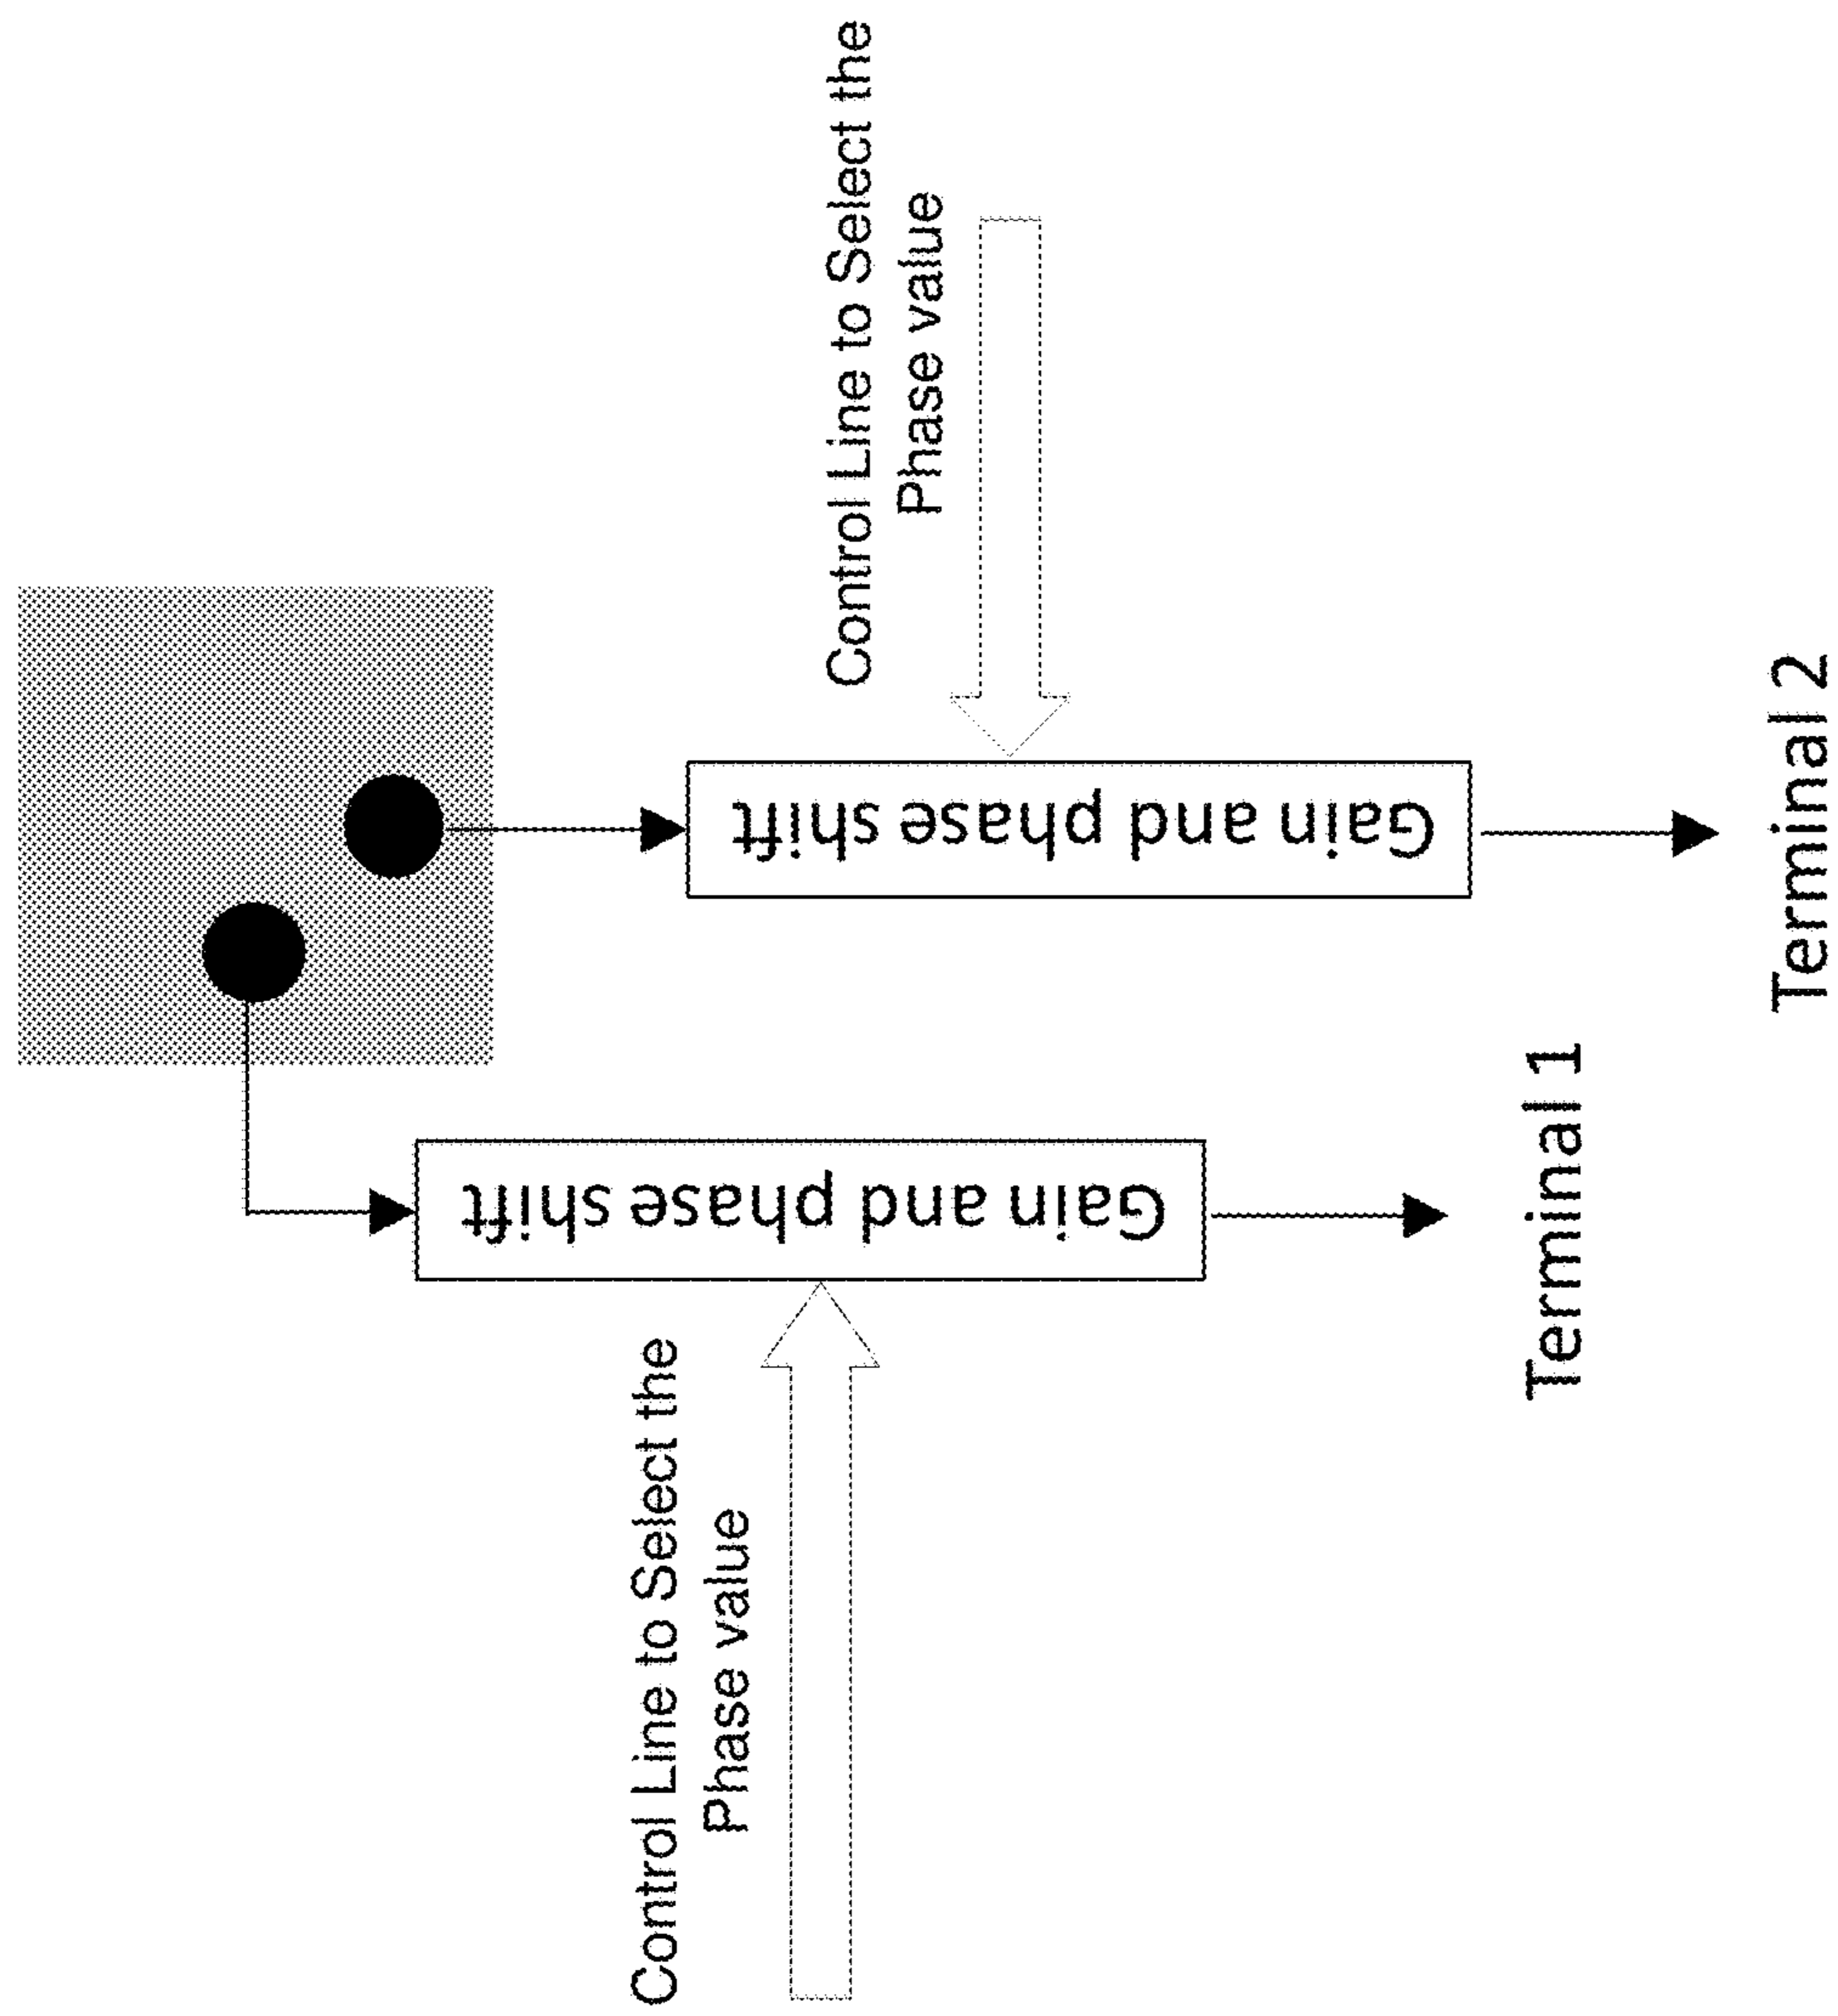 Control Line to Select the
Phase value
Gain and phase shift
Terminal 1
Control Line to Select the
Phase value
Gain and phase shift
Terminal 2